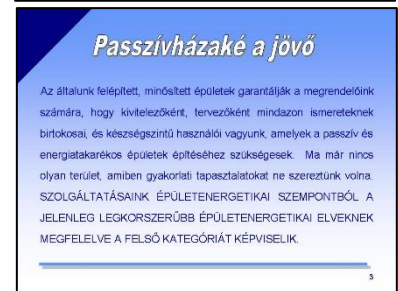 Passzívházaké a jövő
Az általunk felépített, minősített épületek garantálják a megrendelőink
számára, hogy kivitelezőként, tervezőként mindazon ismereteknek
birtokosai, és készségszintű használói vagyunk, amelyek a passzív és
energiatakarékos épületek építéséhez szükségesek. Ma már nincs
olyan terület, amiben gyakorlati tapasztalatokat ne szereztünk volna.
SZOLGÁLTATÁSAINK ÉPÜLETENERGETIKAI SZEMPONTBÓL A
JELENLEG LEGKORSZERŰBB ÉPÜLETENERGETIKAI ELVEKNEK
MEGFELELVE A FELSŐ KATEGÓRIÁT KÉPVISELIK.
3